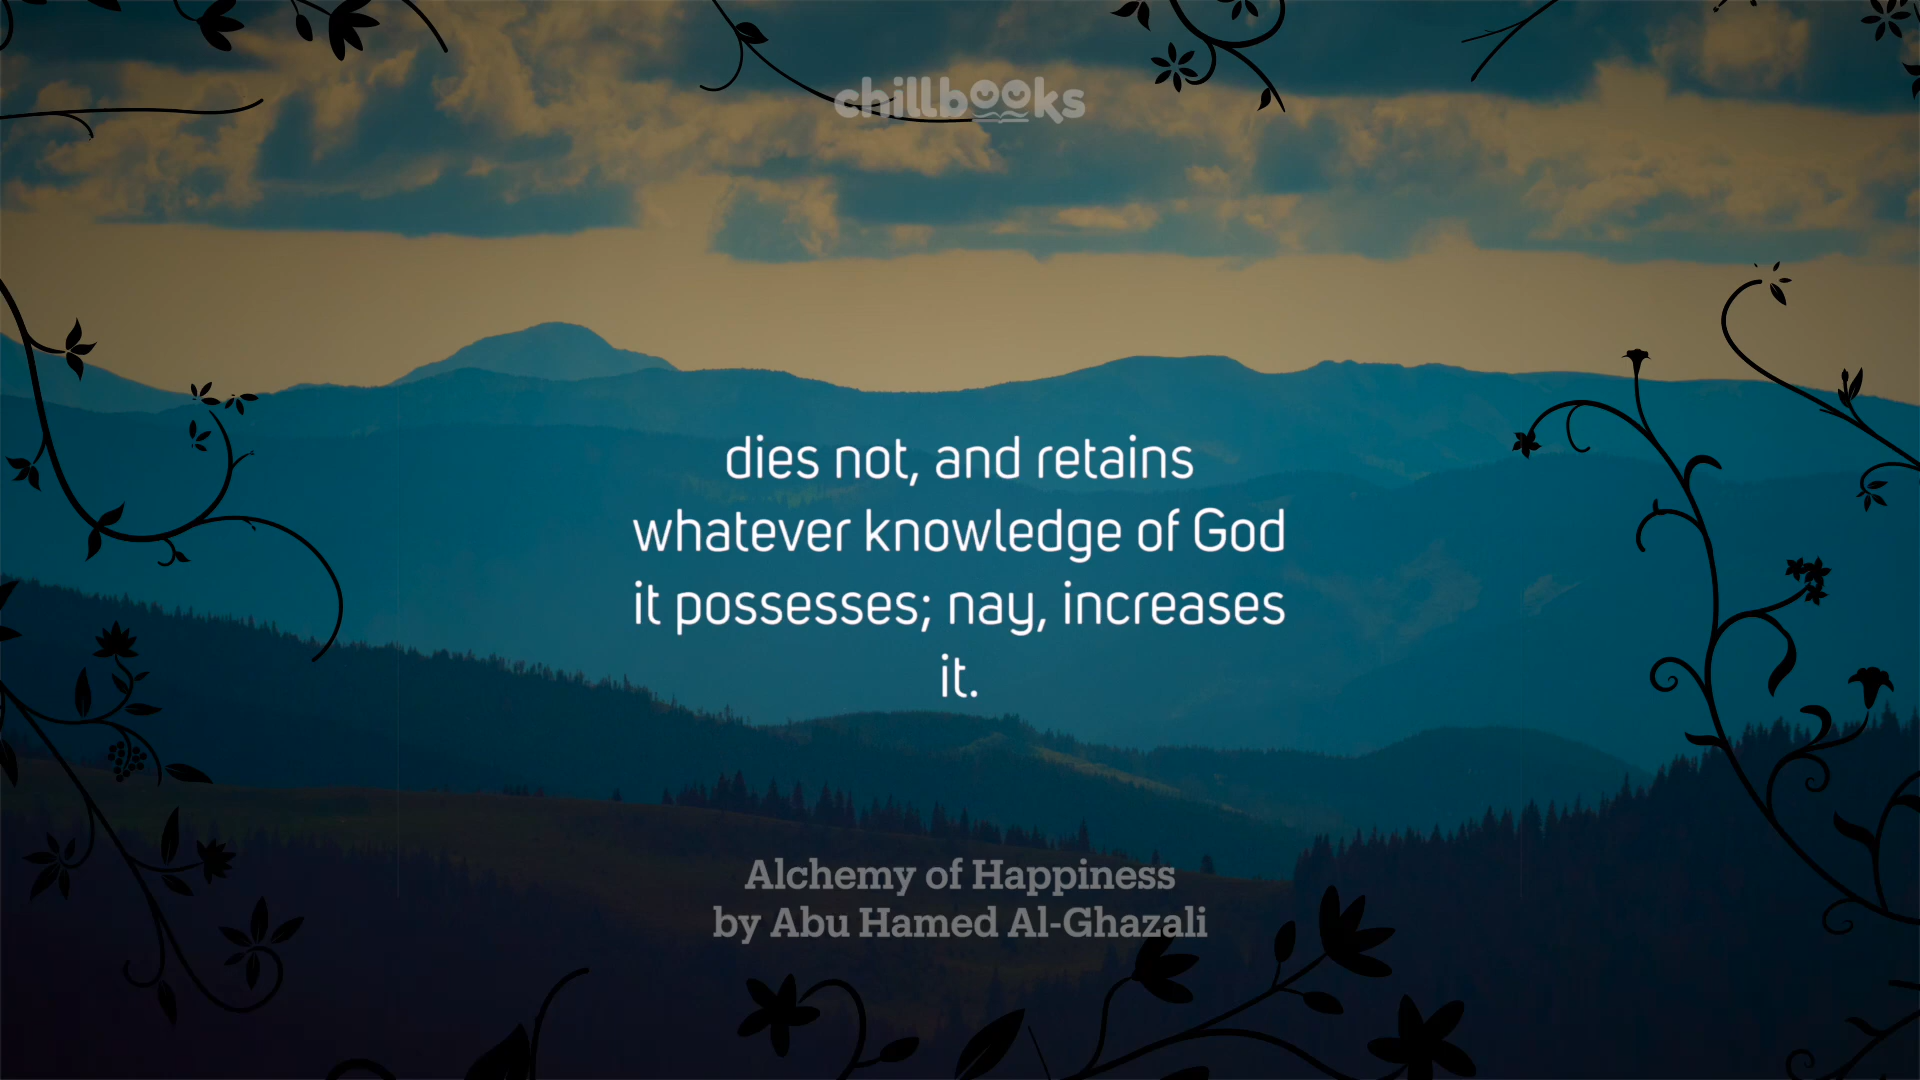 chillbooks
dies not, and retains
whatever knowledge of God
it possesses; nay, increases
it.
Alchemy of Happiness
by Abu Hamed Al-Ghazali